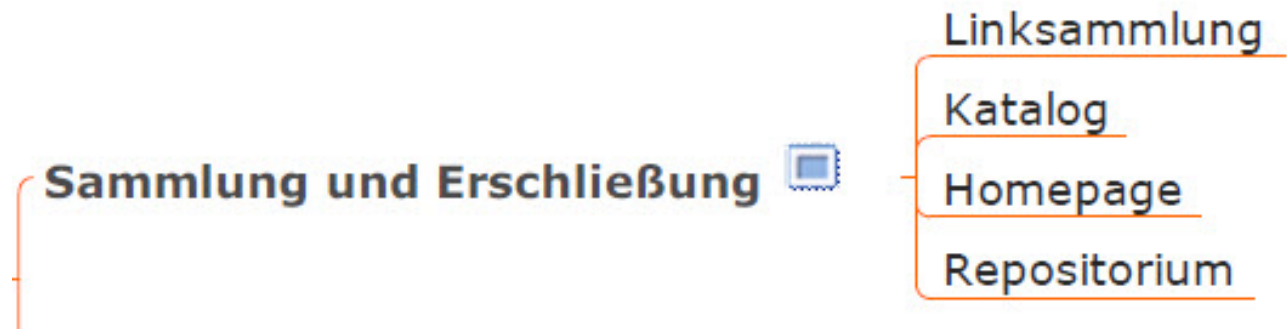 Linksammlung
Katalog
Sammlung und Erschließung
Homepage
Repositorium